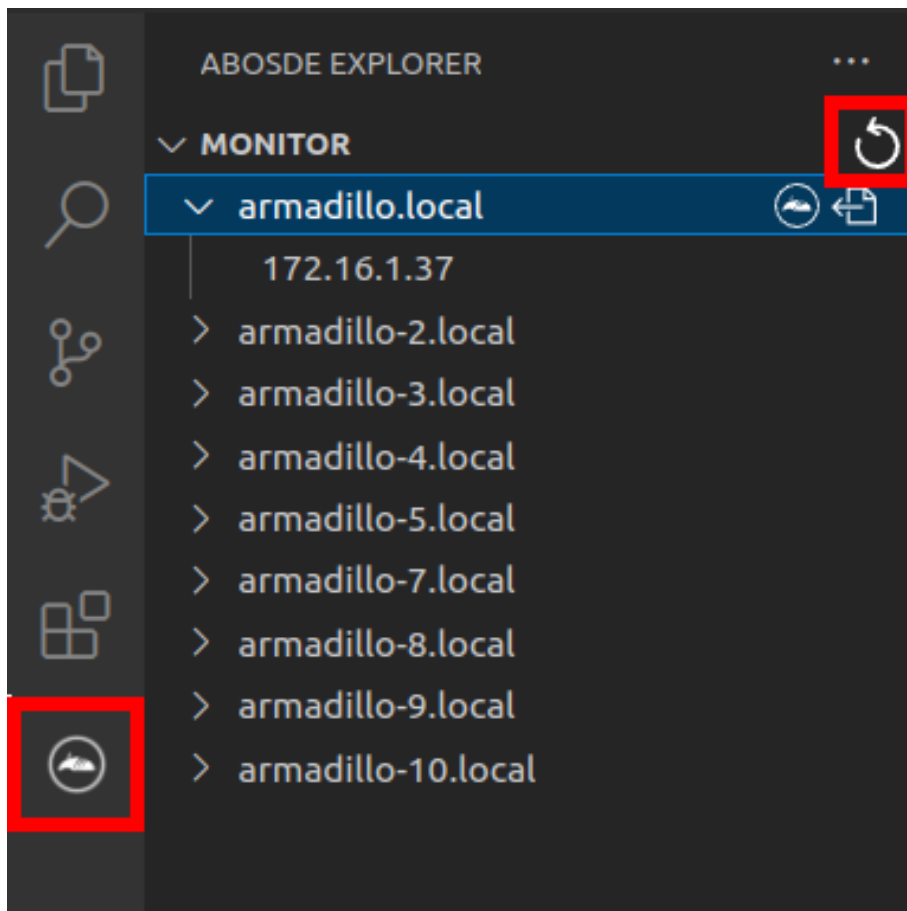 ABOSDE EXPLORER
MONITOR
armadillo.local
172.16.1.37
armadillo-2.local
armadillo-3.local
armadillo-4.local
armadillo-5.local
armadillo-7.local
armadillo-8.local
armadillo-9.local
armadillo-10.local